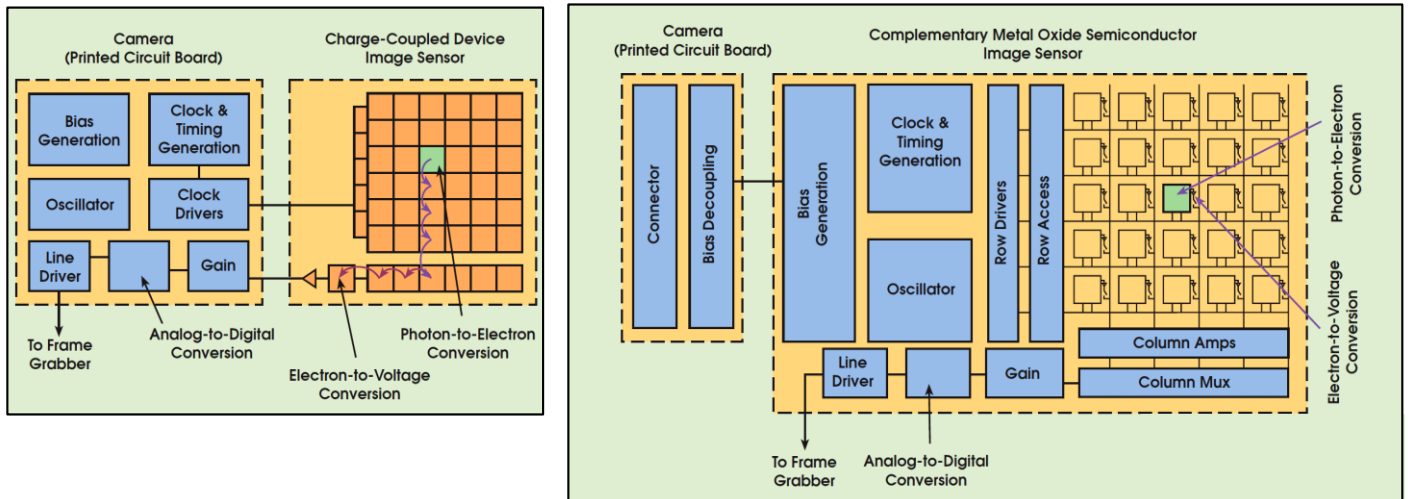 Camera
(Printed Circuit Board)
Charge-Coupled Device
Image Sensor
Bias
Generation
Clock &
Timing
Generation
Oscillator
Clock
Drivers
Line
Driver
Gain
To Frame
Grabber
Analog-to-Digital
Conversion
Electron-to-Voltage
Conversion
Photon-to-Electron
Conversion
Camera
(Printed Circuit Board)
Complementary Metal Oxide Semiconductor
Image Sensor
Connector
Bias Decoupling
Bias
Generation
Clock &
Timing
Generation
Oscillator
Row Drivers
Row Access
Line
Driver
Gain
Column Amps
Column Mux
To Frame
Grabber
Analog-to-Digital
Conversion
Photon-to-Electron
Conversion
Electron-to-Voltage
Conversion